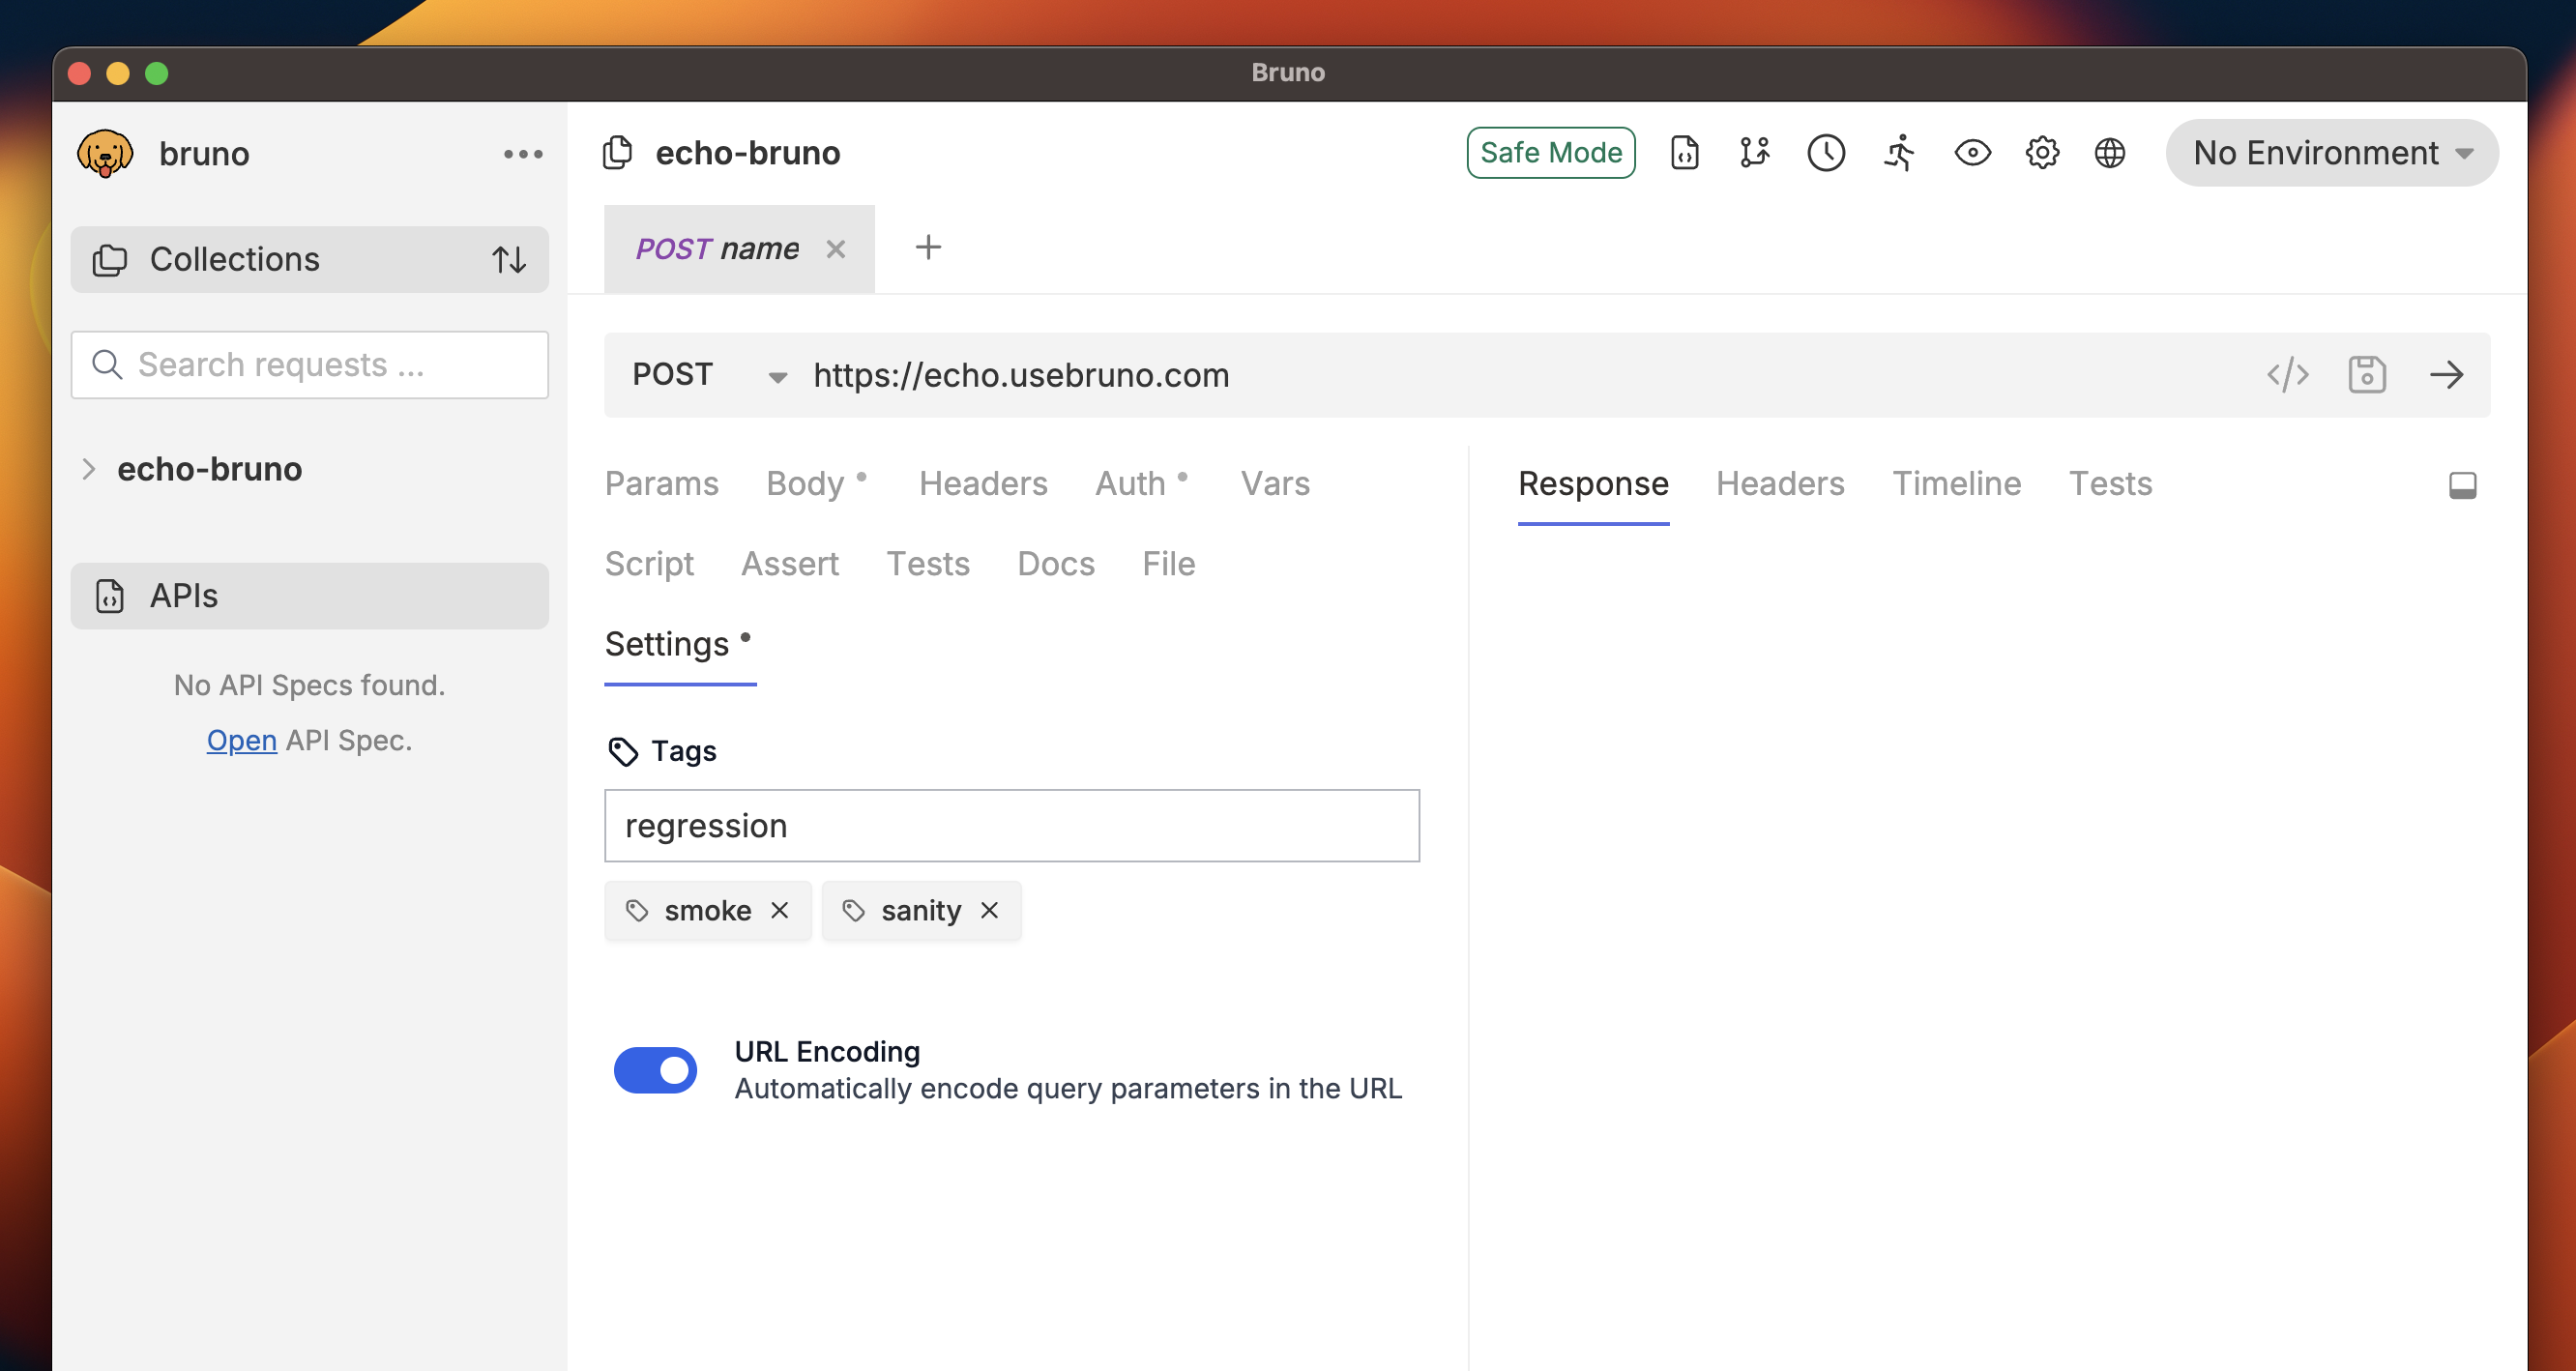 Bruno
bruno
echo-bruno
Safe Mode
No Environment
Collections
POST name
Search requests ...
POST
https://echo.usebruno.com
echo-bruno
Params Body Headers Auth Vars
Script Assert Tests Docs File
Settings
Response Headers Timeline Tests
APIs
No API Specs found.
Open API Spec.
Tags
regression
smoke
sanity
URL Encoding
Automatically encode query parameters in the URL